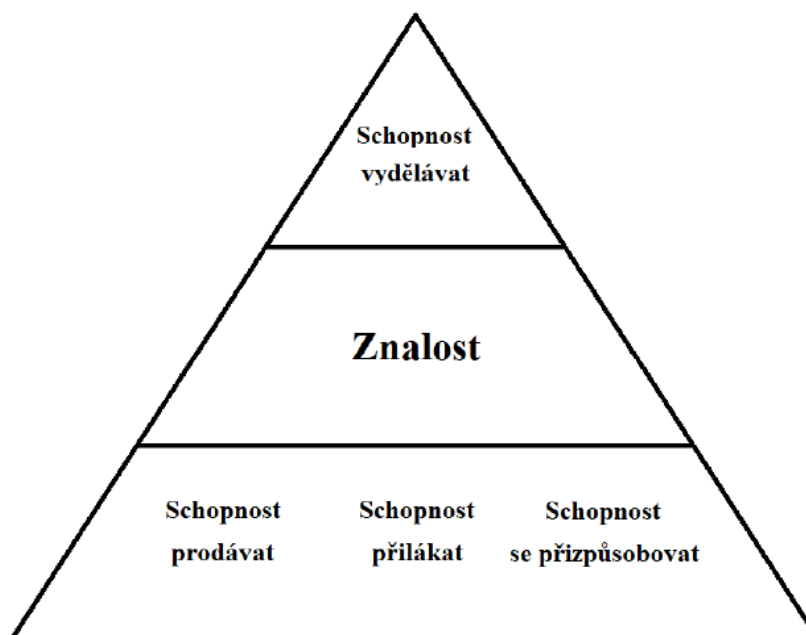 Schopnost
vydělávat
Znalost
Schopnost
prodávat
Schopnost
přilákat
Schopnost
se přizpůsobovat